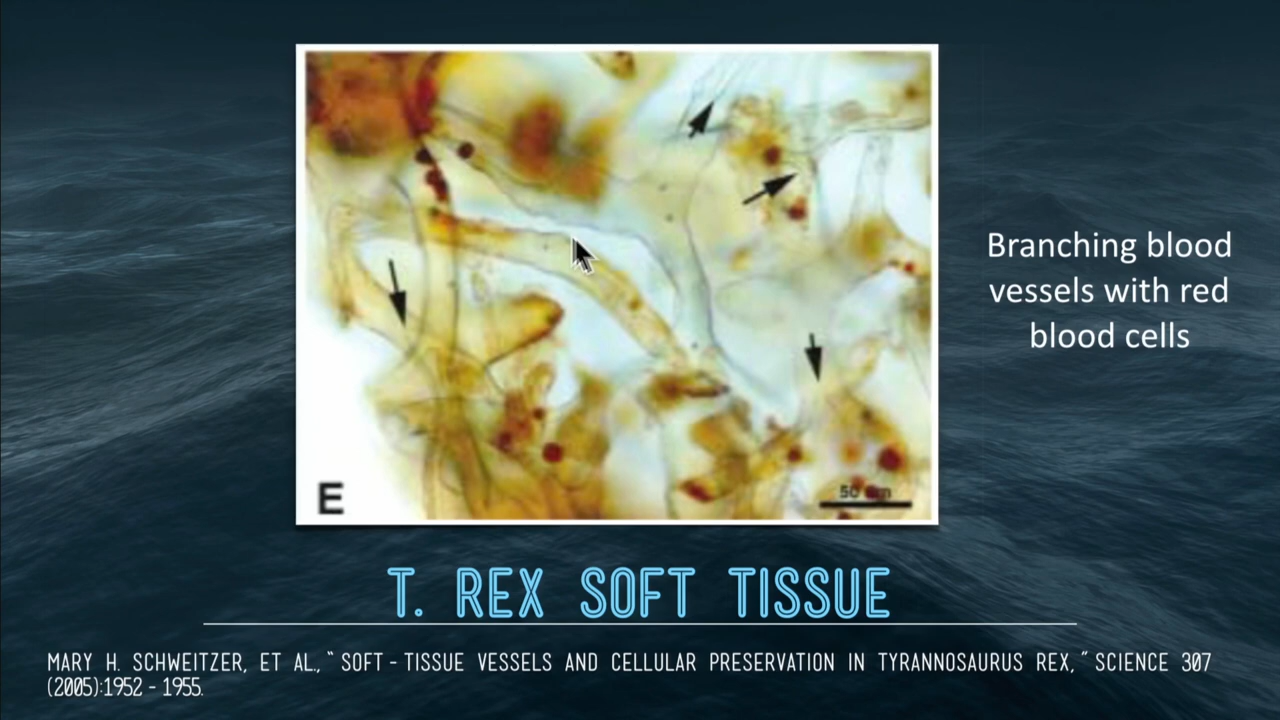 Branching blood
vessels with red
blood cells
E
50
T. REX SOFT TISSUE
MARY H. SCHWEITZER, ET AL., "SOFT-TISSUE VESSELS AND CELLULAR PRESERVATION IN TYRANNOSAURUS REX," SCIENCE 307
(2005):1952 - 1955.